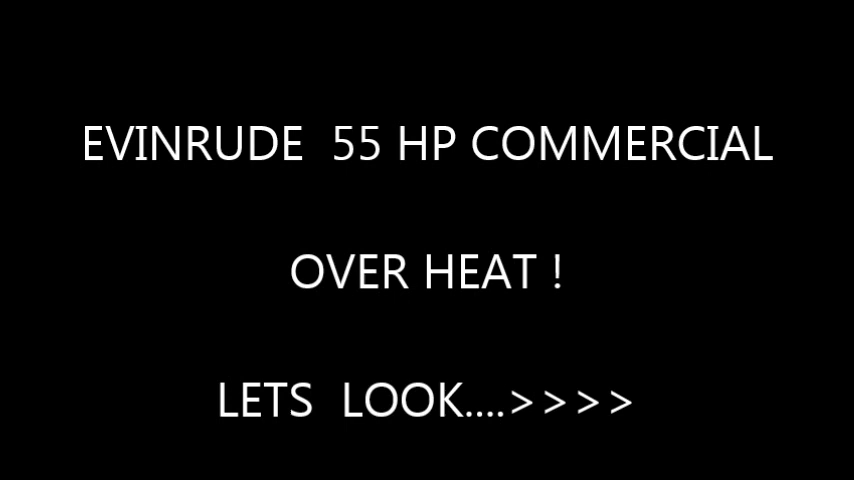 EVINRUDE  55 HP COMMERCIAL
OVER HEAT !
LETS  LOOK....>>>>